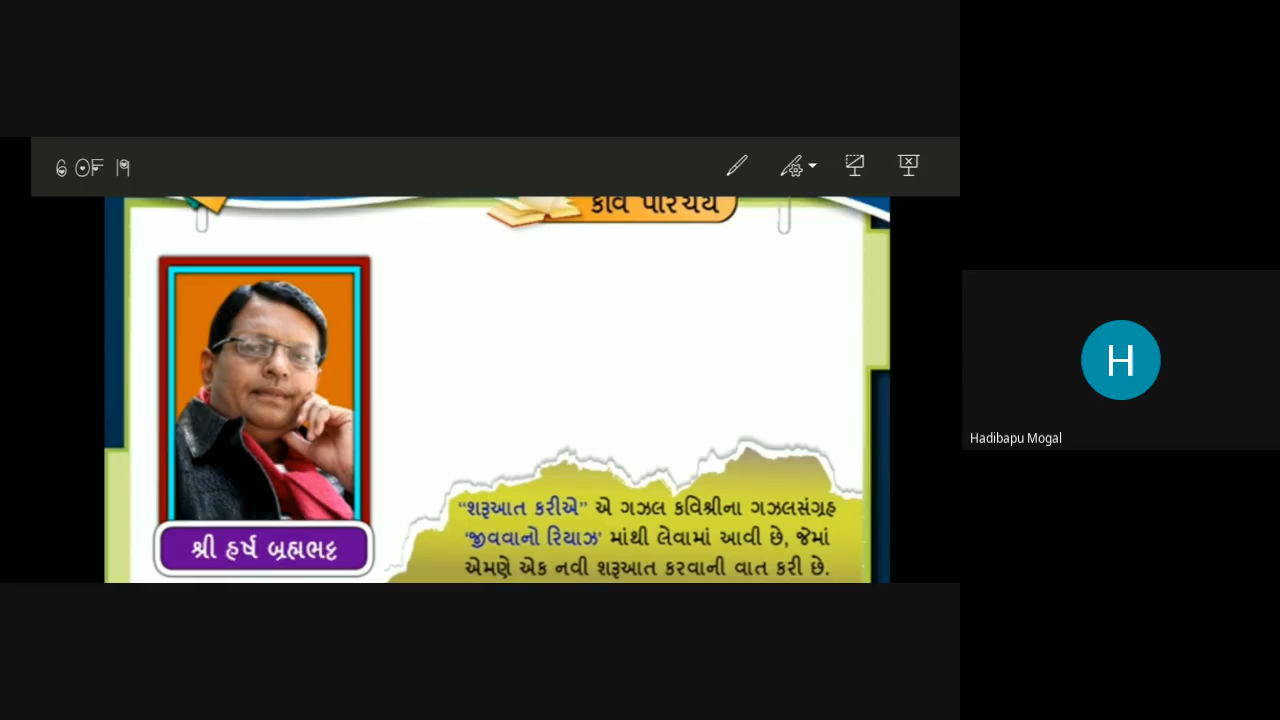 6 OF 19
કવિ પરિચય
શ્રી હર્ષ બ્રહ્મભટ્ટ
“શરૂઆત કરીએ” એ ગઝલ કવિશ્રીના ગઝલસંગ્રહ
‘જીવવાનો રિયાઝ’ માંથી લેવામાં આવી છે, જેમાં
એમણે એક નવી શરૂઆત કરવાની વાત કરી છે.
H
Hadibapu Mogal